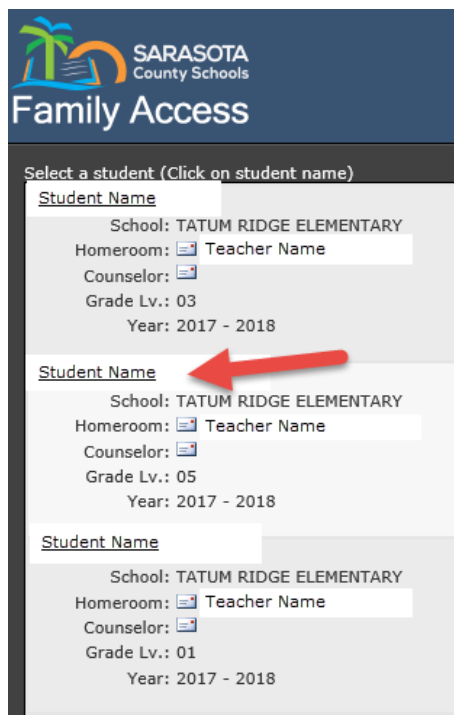 SARASOTA
County Schools
Family Access
Select a student (Click on student name)
Student Name
School: TATUM RIDGE ELEMENTARY
Homeroom: Teacher Name
Counselor:
Grade Lv.: 03
Year: 2017 - 2018
Student Name
School: TATUM RIDGE ELEMENTARY
Homeroom: Teacher Name
Counselor:
Grade Lv.: 05
Year: 2017 - 2018
Student Name
School: TATUM RIDGE ELEMENTARY
Homeroom: Teacher Name
Counselor:
Grade Lv.: 01
Year: 2017 - 2018